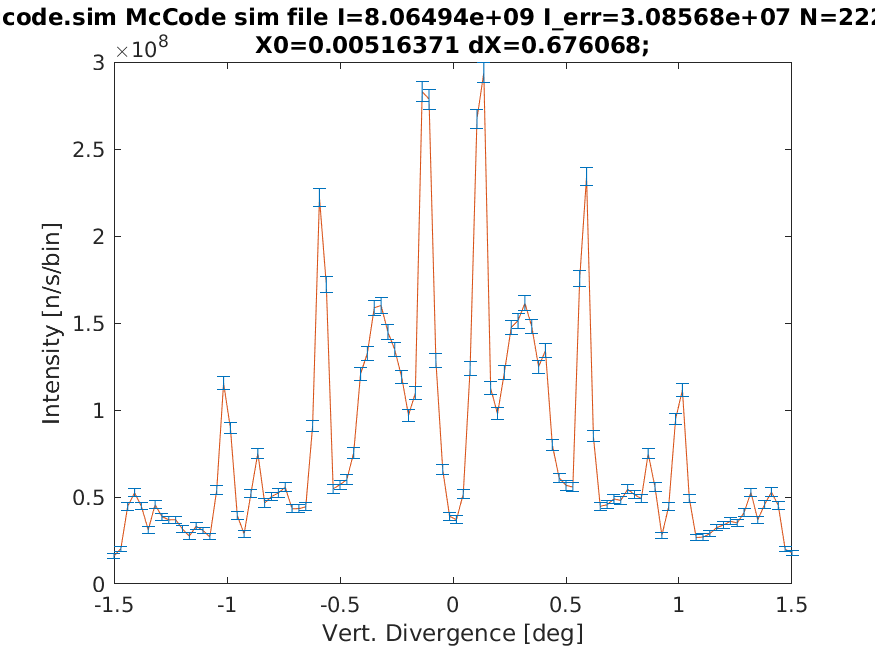 code.sim McCode sim file I=8.06494e+09 I_err=3.08568e+07 N=222
X0=0.00516371 dX=0.676068;
×10^8
3
2.5
2
1.5
1
0.5
0
Intensity [n/s/bin]
-1.5 -1 -0.5 0 0.5 1 1.5
Vert. Divergence [deg]